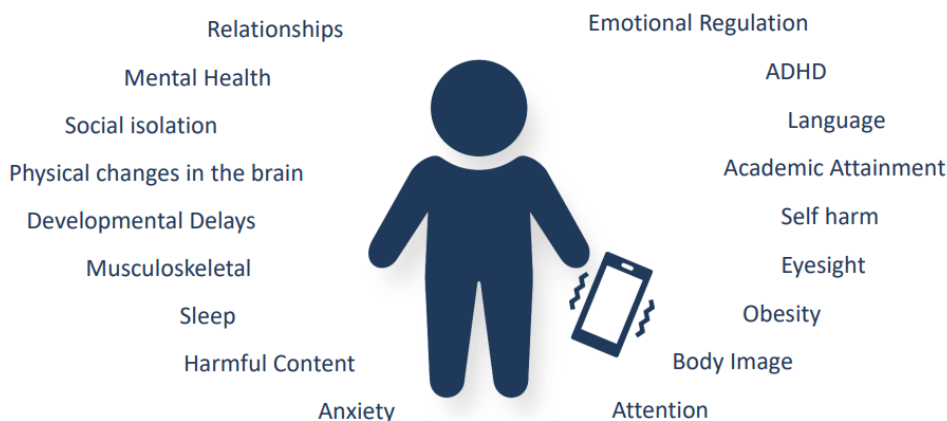 Relationships
Mental Health
Social isolation
Physical changes in the brain
Developmental Delays
Musculoskeletal
Sleep
Harmful Content
Anxiety
Emotional Regulation
ADHD
Language
Academic Attainment
Self harm
Eyesight
Obesity
Body Image
Attention